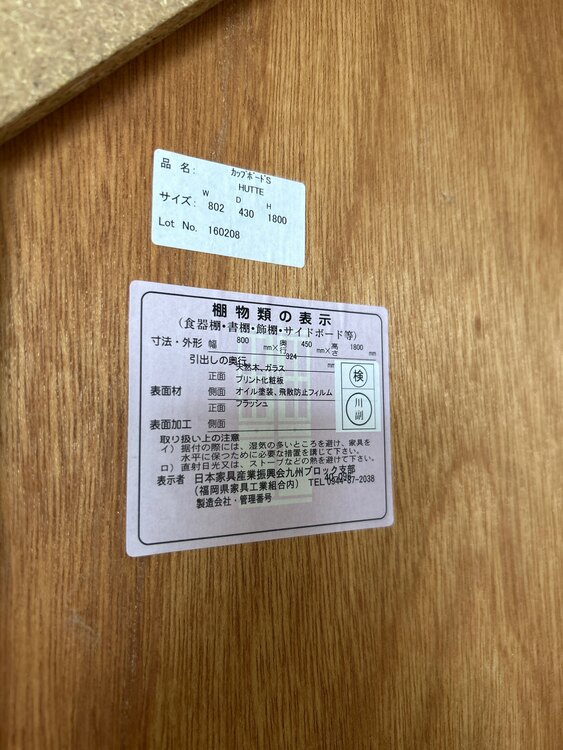 品 名: カップボードS
HUTTE
W D H
サイズ: 802 430 1800
Lot No. 160208
棚物類の表示
(食器棚・書棚・飾棚・サイドボード等)
寸法・外形 幅 800 mm×奥行 450 mm×高さ 1800 mm
引出しの奥行 324 mm
表面材 正面 天然木、ガラス
側面 プリント化粧板
表面加工 正面 オイル塗装、飛散防止フィルム
側面 フラッシュ
検
川副
取り扱い上の注意
イ) 据付の際には、湿気の多いところを避け、家具を
水平に保つために必要な措置を講じて下さい。
ロ) 直射日光又は、ストーブなどの熱を避けて下さい。
表示者 日本家具産業振興会九州ブロック支部
(福岡県家具工業組合内) TEL 0944-87-2038
製造会社・管理番号